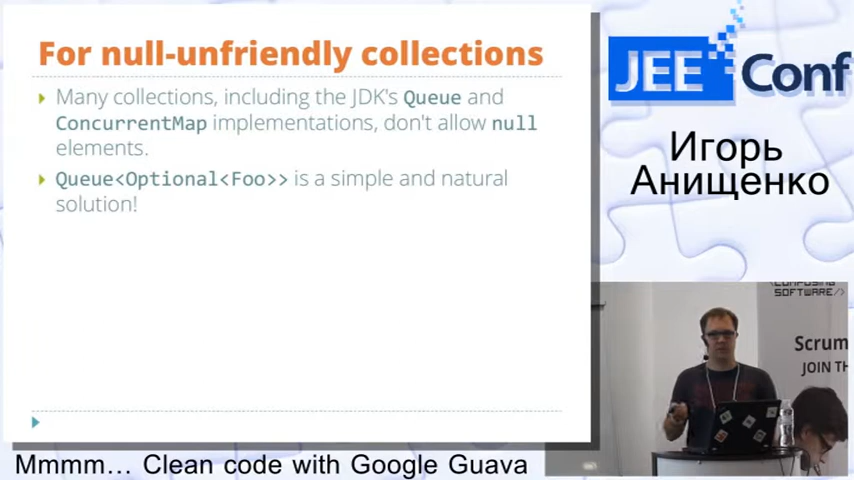 For null-unfriendly collections
Many collections, including the JDK's Queue and
ConcurrentMap implementations, don't allow null
elements.
Queue<Optional<Foo>> is a simple and natural
solution!
JEE Conf
Игорь
Анищенко
COMPOSING
SOFTWARE/>
Scrum
JOIN TH
Mmmm... Clean code with Google Guava